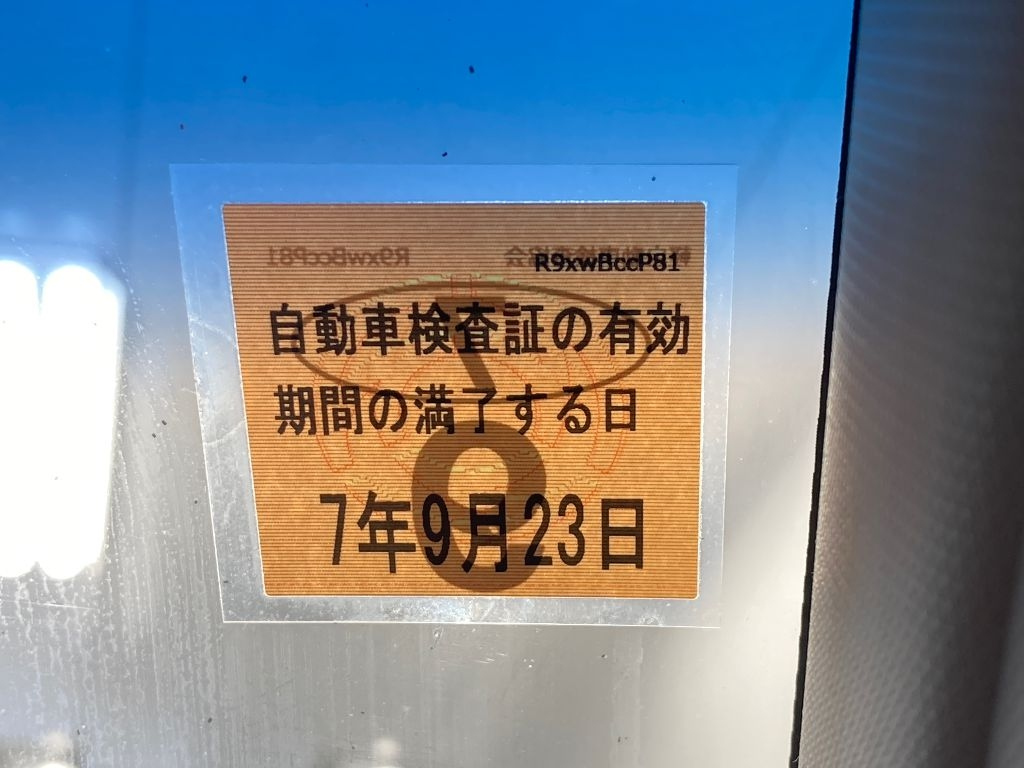 R9xwBccP81
自動車検査証の有効
期間の満了する日
7年9月23日